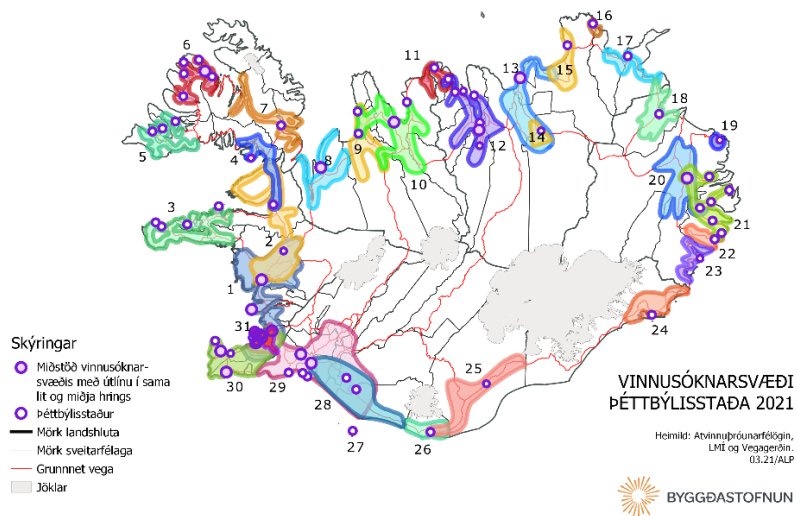 16
6
11
17
13
15
7
18
5
4
8
9
19
14
12
10
20
3
21
2
22
23
1
24
31
25
30
29
28
27
26
Skýringar
Miðstöð vinnusóknar-
svæðis með útlínu í sama
lit og miðja hrings
Þéttbýlisstaður
Mörk landshluta
Mörk sveitarfélaga
Grunnnet vega
Jöklar
VINNUSÓKNARSVÆÐI
ÞÉTTBÝLISSTAÐA 2021
Heimild: Atvinnuþróunarfélögin,
LMÍ og Vegagerðin.
03.21/ALP
BYGGÐASTOFNUN